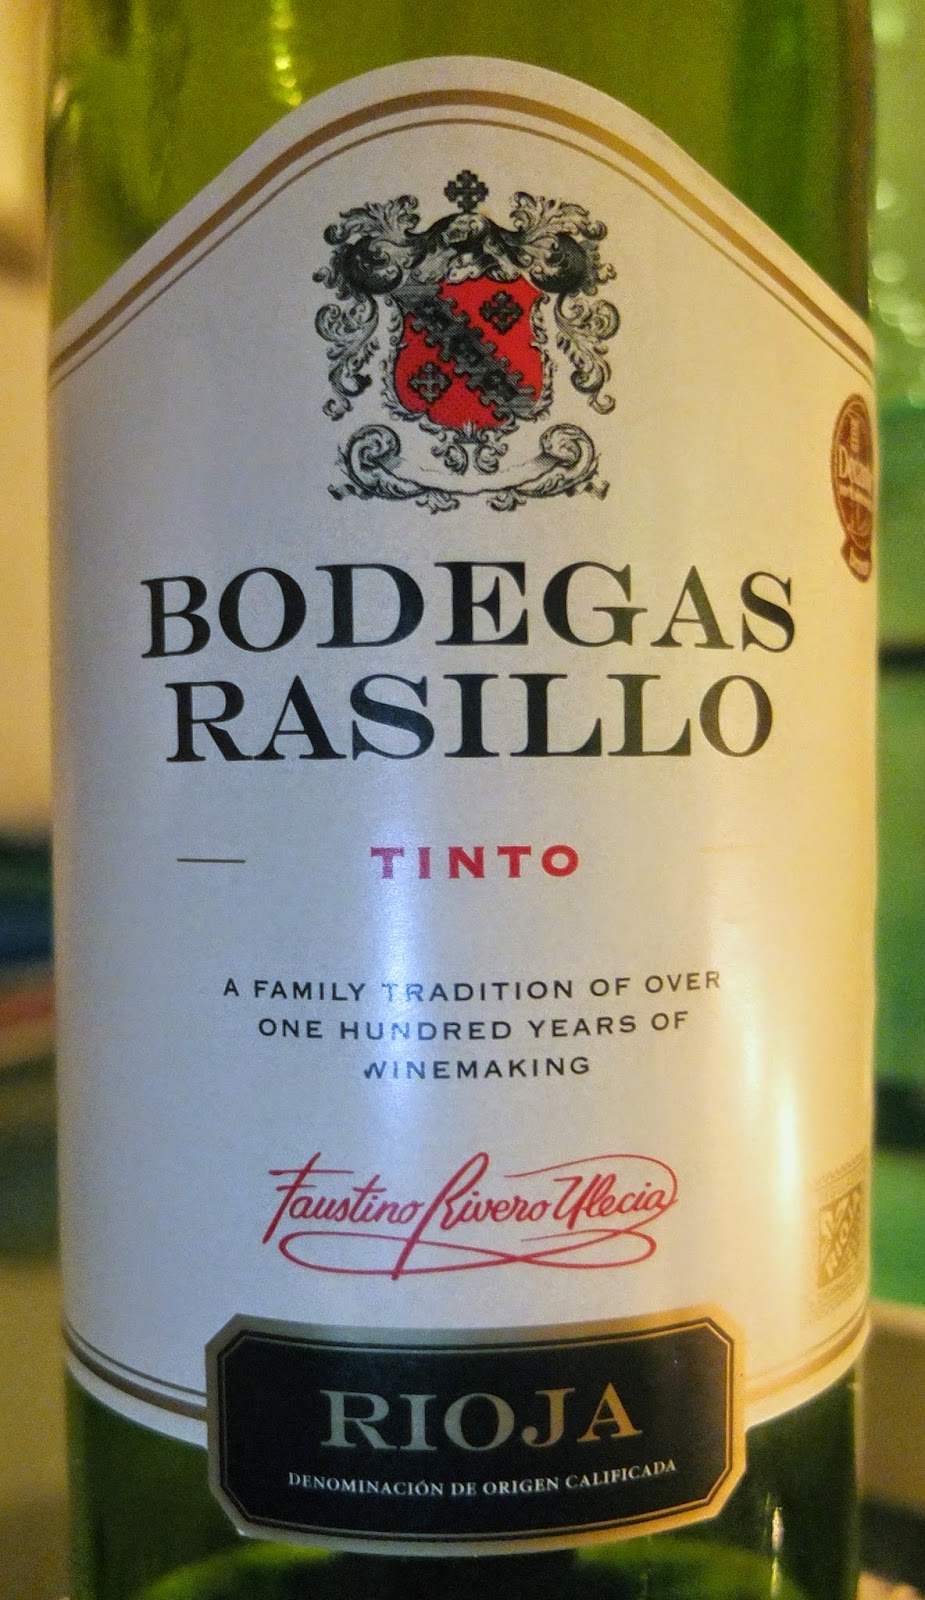 BODEGAS
RASILLO
TINTO
A FAMILY TRADITION OF OVER
ONE HUNDRED YEARS OF
WINEMAKING
Faustino Rivero Ulecia
RIOJA
DENOMINACIÓN DE ORIGEN CALIFICADA